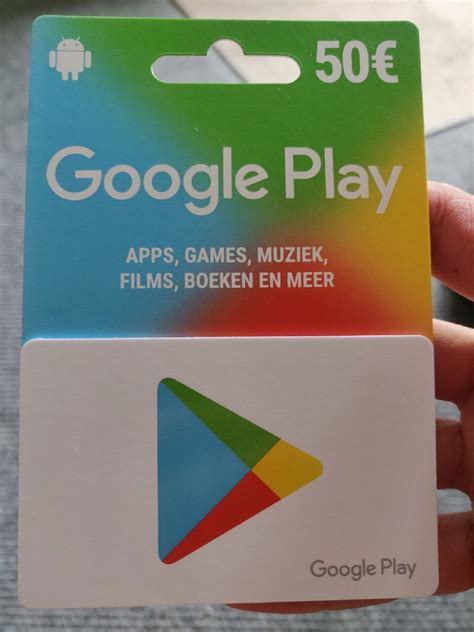 50€
Google Play
APPS, GAMES, MUZIEK,
FILMS, BOEKEN EN MEER
Google Play